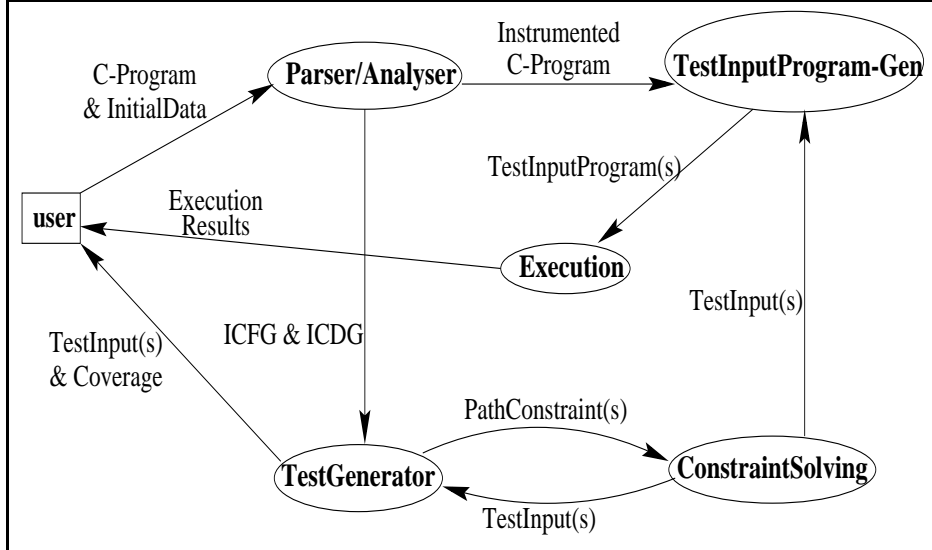 Instrumented
C-Program
Parser/Analyser
TestInputProgram-Gen
C-Program
& InitialData
TestInputProgram(s)
Execution
Results
user
Execution
TestInput(s)
ICFG & ICDG
TestInput(s)
& Coverage
PathConstraint(s)
TestGenerator
ConstraintSolving
TestInput(s)